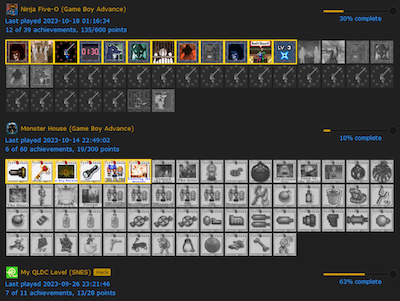 Ninja Five-O (Game Boy Advance)
Last played 2023-10-18 01:16:34
12 of 39 achievements, 135/600 points
30% complete
01:30
LV 3
Monster House (Game Boy Advance)
Last played 2023-10-14 22:49:02
6 of 60 achievements, 19/300 points
10% complete
My QLDC Level (SNES) Hack
Last played 2023-09-26 23:21:46
7 of 11 achievements, 13/28 points
63% complete